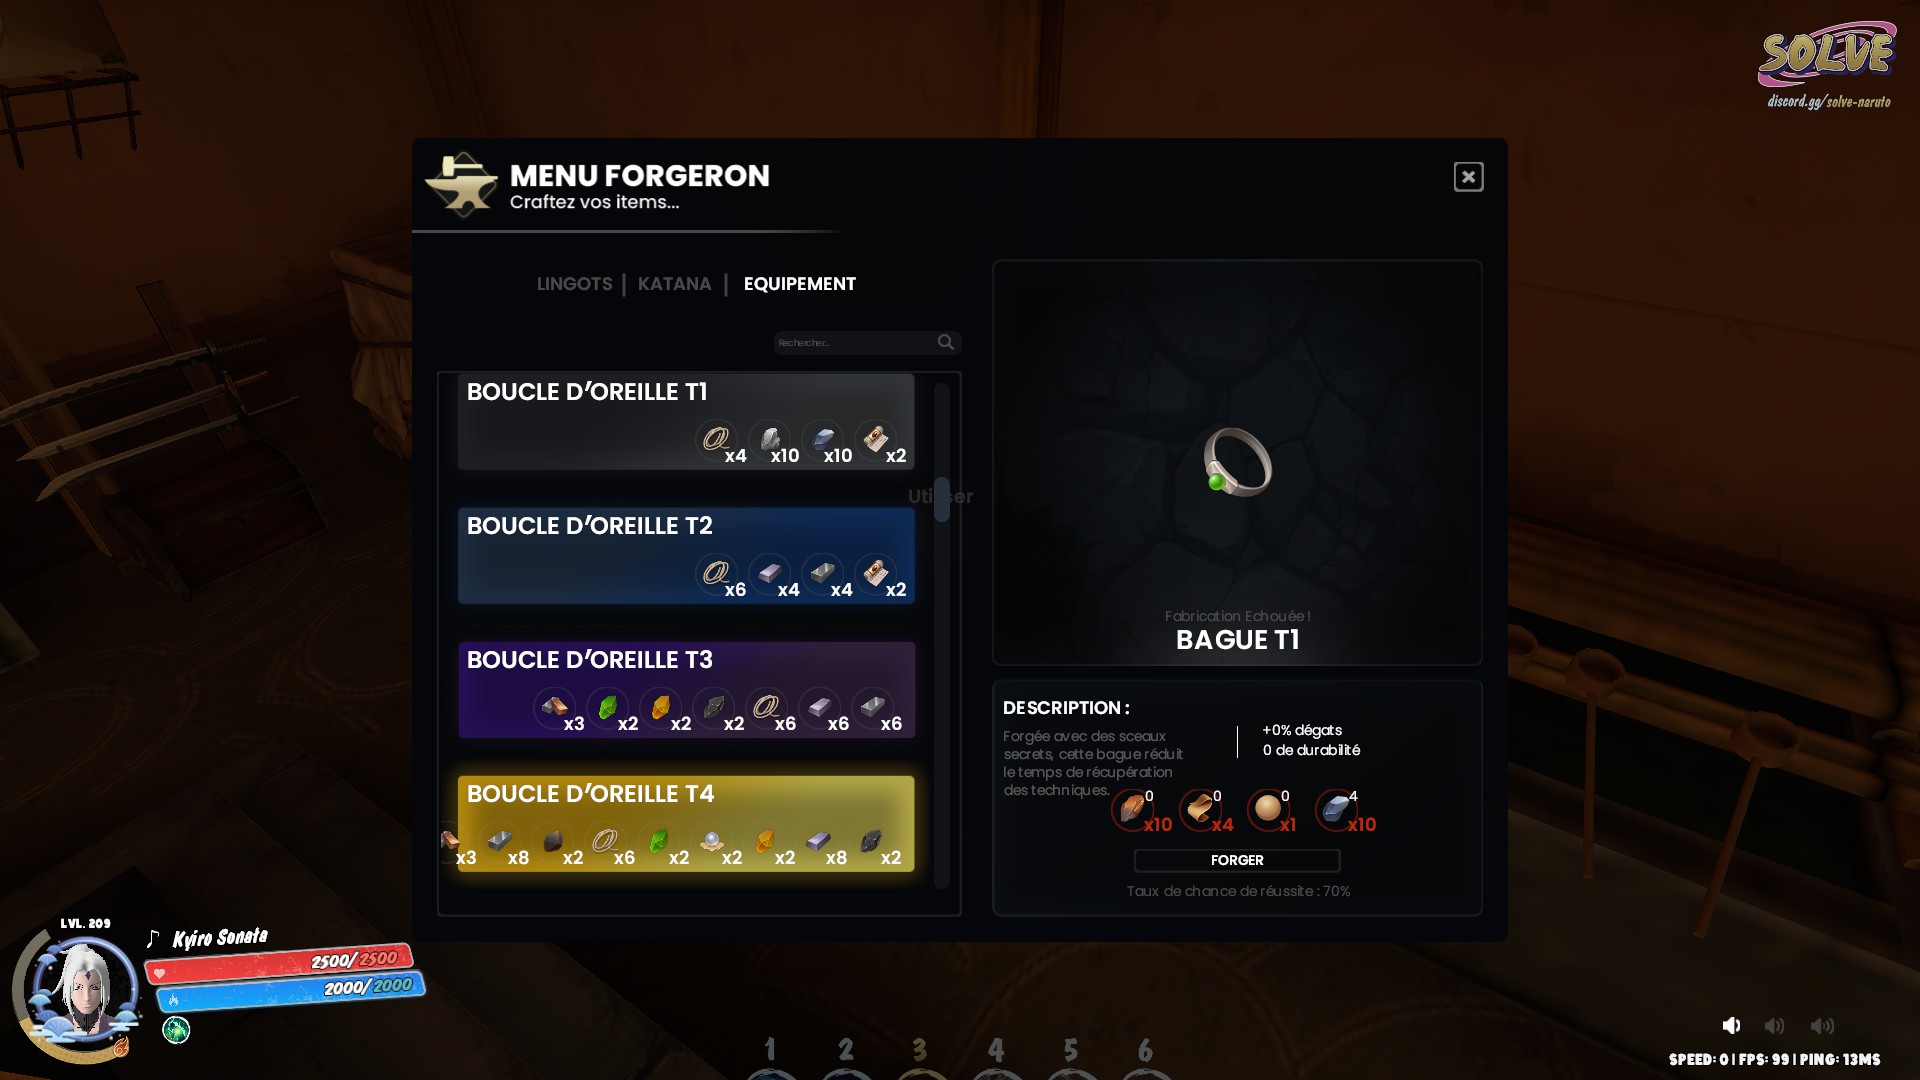 SOLVE
discord.gg/solve-naruto
MENU FORGERON
Craftez vos items...
LINGOTS | KATANA | EQUIPEMENT
Rechercher...
BOUCLE D'OREILLE T1
x4 x10 x10 x2
BOUCLE D'OREILLE T2
x6 x4 x4 x2
BOUCLE D'OREILLE T3
x3 x2 x2 x2 x6 x6 x6
BOUCLE D'OREILLE T4
x3 x8 x2 x6 x2 x2 x2 x8 x2
Fabrication Echouée !
BAGUE T1
DESCRIPTION :
Forgée avec des sceaux
secrets, cette bague réduit
le temps de récupération
des techniques.
+0% dégats
0 de durabilité
0 0 0 4
x10 x4 x1 x10
FORGER
Taux de chance de réussite : 70%
LVL. 209
Kyiro Sonata
2500/2500
2000/2000
1 2 3 4 5 6
SPEED: 0 | FPS: 99 | PING: 13MS